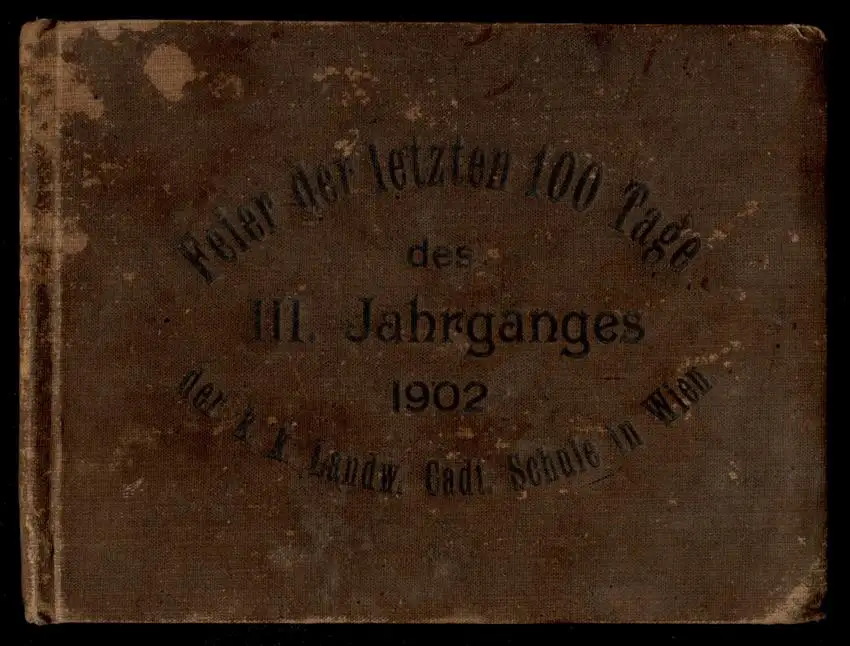 Feier der letzten 100 Tage
des
III. Jahrganges
1902
der k k Landw. Cadt. Schule in Wien